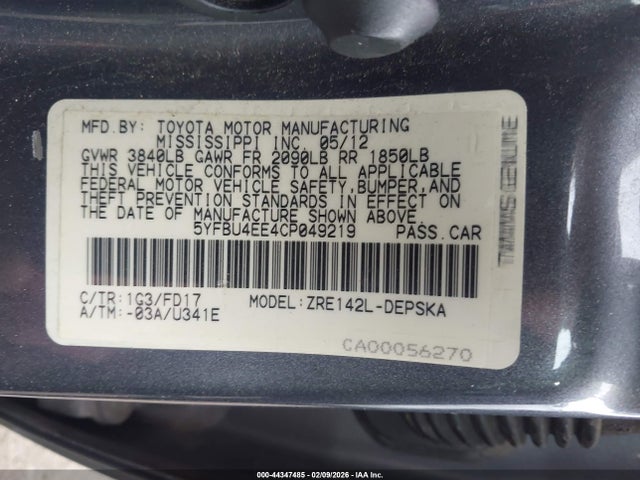 MFD.BY: TOYOTA MOTOR MANUFACTURING
MISSISSIPPI INC. 05/12
GVWR 3840LB GAWR FR 2090LB RR 1850LB
THIS VEHICLE CONFORMS TO ALL APPLICABLE
FEDERAL MOTOR VEHICLE SAFETY,BUMPER,AND
THEFT PREVENTION STANDARDS IN EFFECT ON
THE DATE OF MANUFACTURE SHOWN ABOVE.
5YFBU4EE4CP049219 PASS.CAR
C/TR:1G3/FD17 MODEL:ZRE142L-DEPSKA
A/TM:-03A/U341E
CA00056270
000-44347485 - 02/09/2026 - IAA Inc.